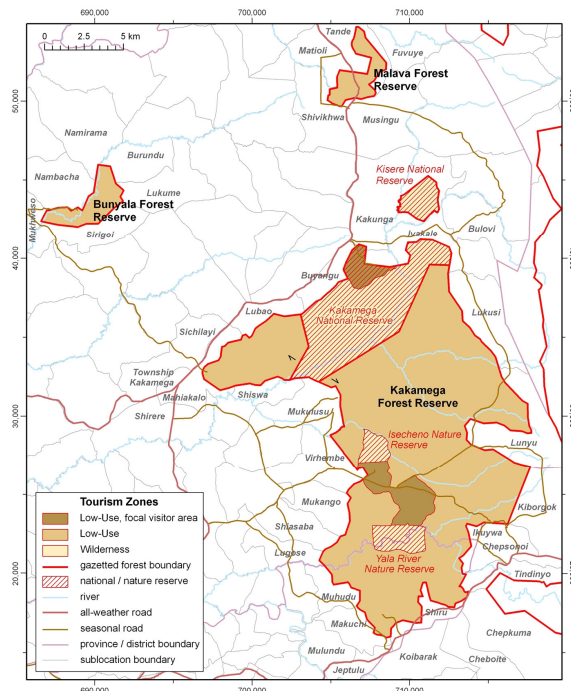 690,000
700,000
710,000
0 2.5 5 km
Tande
Matioli
Fuvuye
Malava Forest
Reserve
50,000
Shivikhwa
Musingu
Namirama
Burundu
Kisere National
Reserve
Nambacha
Lukume
Bunyala Forest
Reserve
Mukhweso
Sirigoi
Kakunga
Bulovi
Ivakale
40,000
Buyangu
Kakamega
National Reserve
Lubao
Lukusi
Sichilayi
Township
Kakamega
Mahiakalo
Shiswa
Kakamega
Forest Reserve
30,000
Shirere
Mukulusu
Isecheno Nature
Reserve
Lunyu
Virhembe
Tourism Zones
Low-Use, focal visitor area
Low-Use
Wilderness
gazetted forest boundary
national / nature reserve
river
all-weather road
seasonal road
province / district boundary
sublocation boundary
Mukango
Kiborgok
Shiasaba
Ikuywa
Chepsonoi
Lugose
Yala River
Nature Reserve
Tindinyo
20,000
Muhudu
Shiru
Makuchi
Chepkuma
Mulundu
Koibarak
Cheboite
Jeptulu
690,000
700,000
710,000